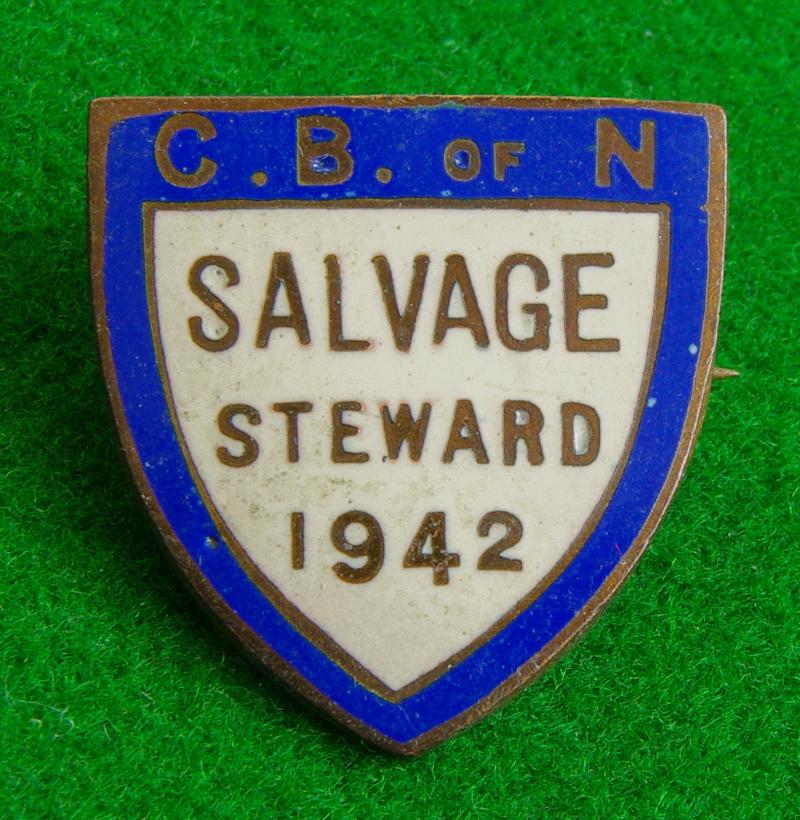 C.B. OF N
SALVAGE
STEWARD
1942